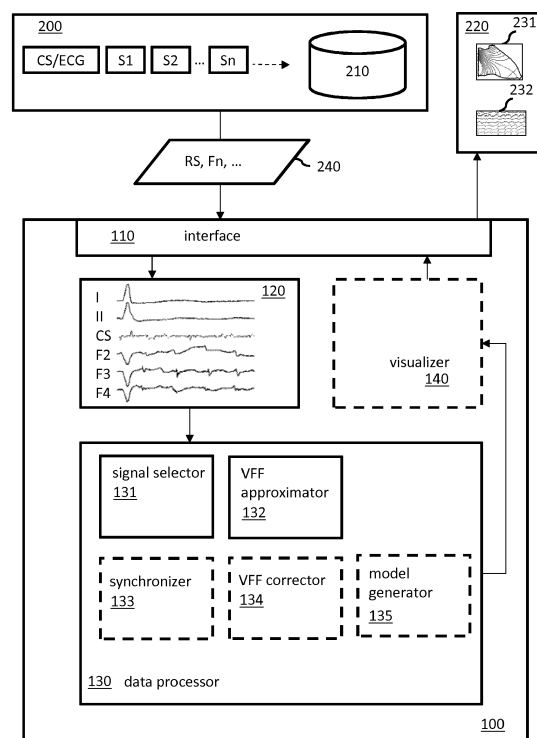 200
CS/ECG S1 S2 ... Sn
210
220 231
232
RS, Fn, ...
240
110 interface
120
I
II
CS
F2
F3
F4
visualizer
140
signal selector
131
VFF
approximator
132
synchronizer
133
VFF corrector
134
model
generator
135
130 data processor
100